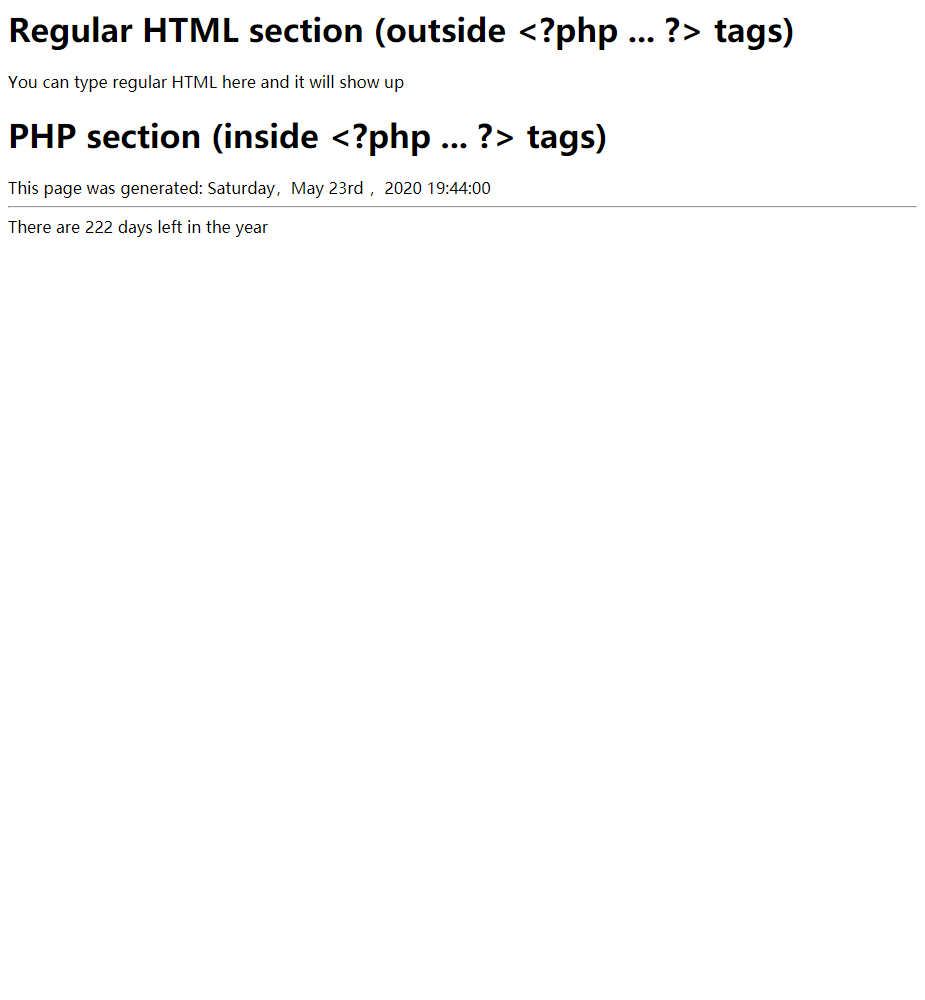 Regular HTML section (outside <?php ... ?> tags)
You can type regular HTML here and it will show up
PHP section (inside <?php ... ?> tags)
This page was generated: Saturday，May 23rd ，2020 19:44:00
There are 222 days left in the year